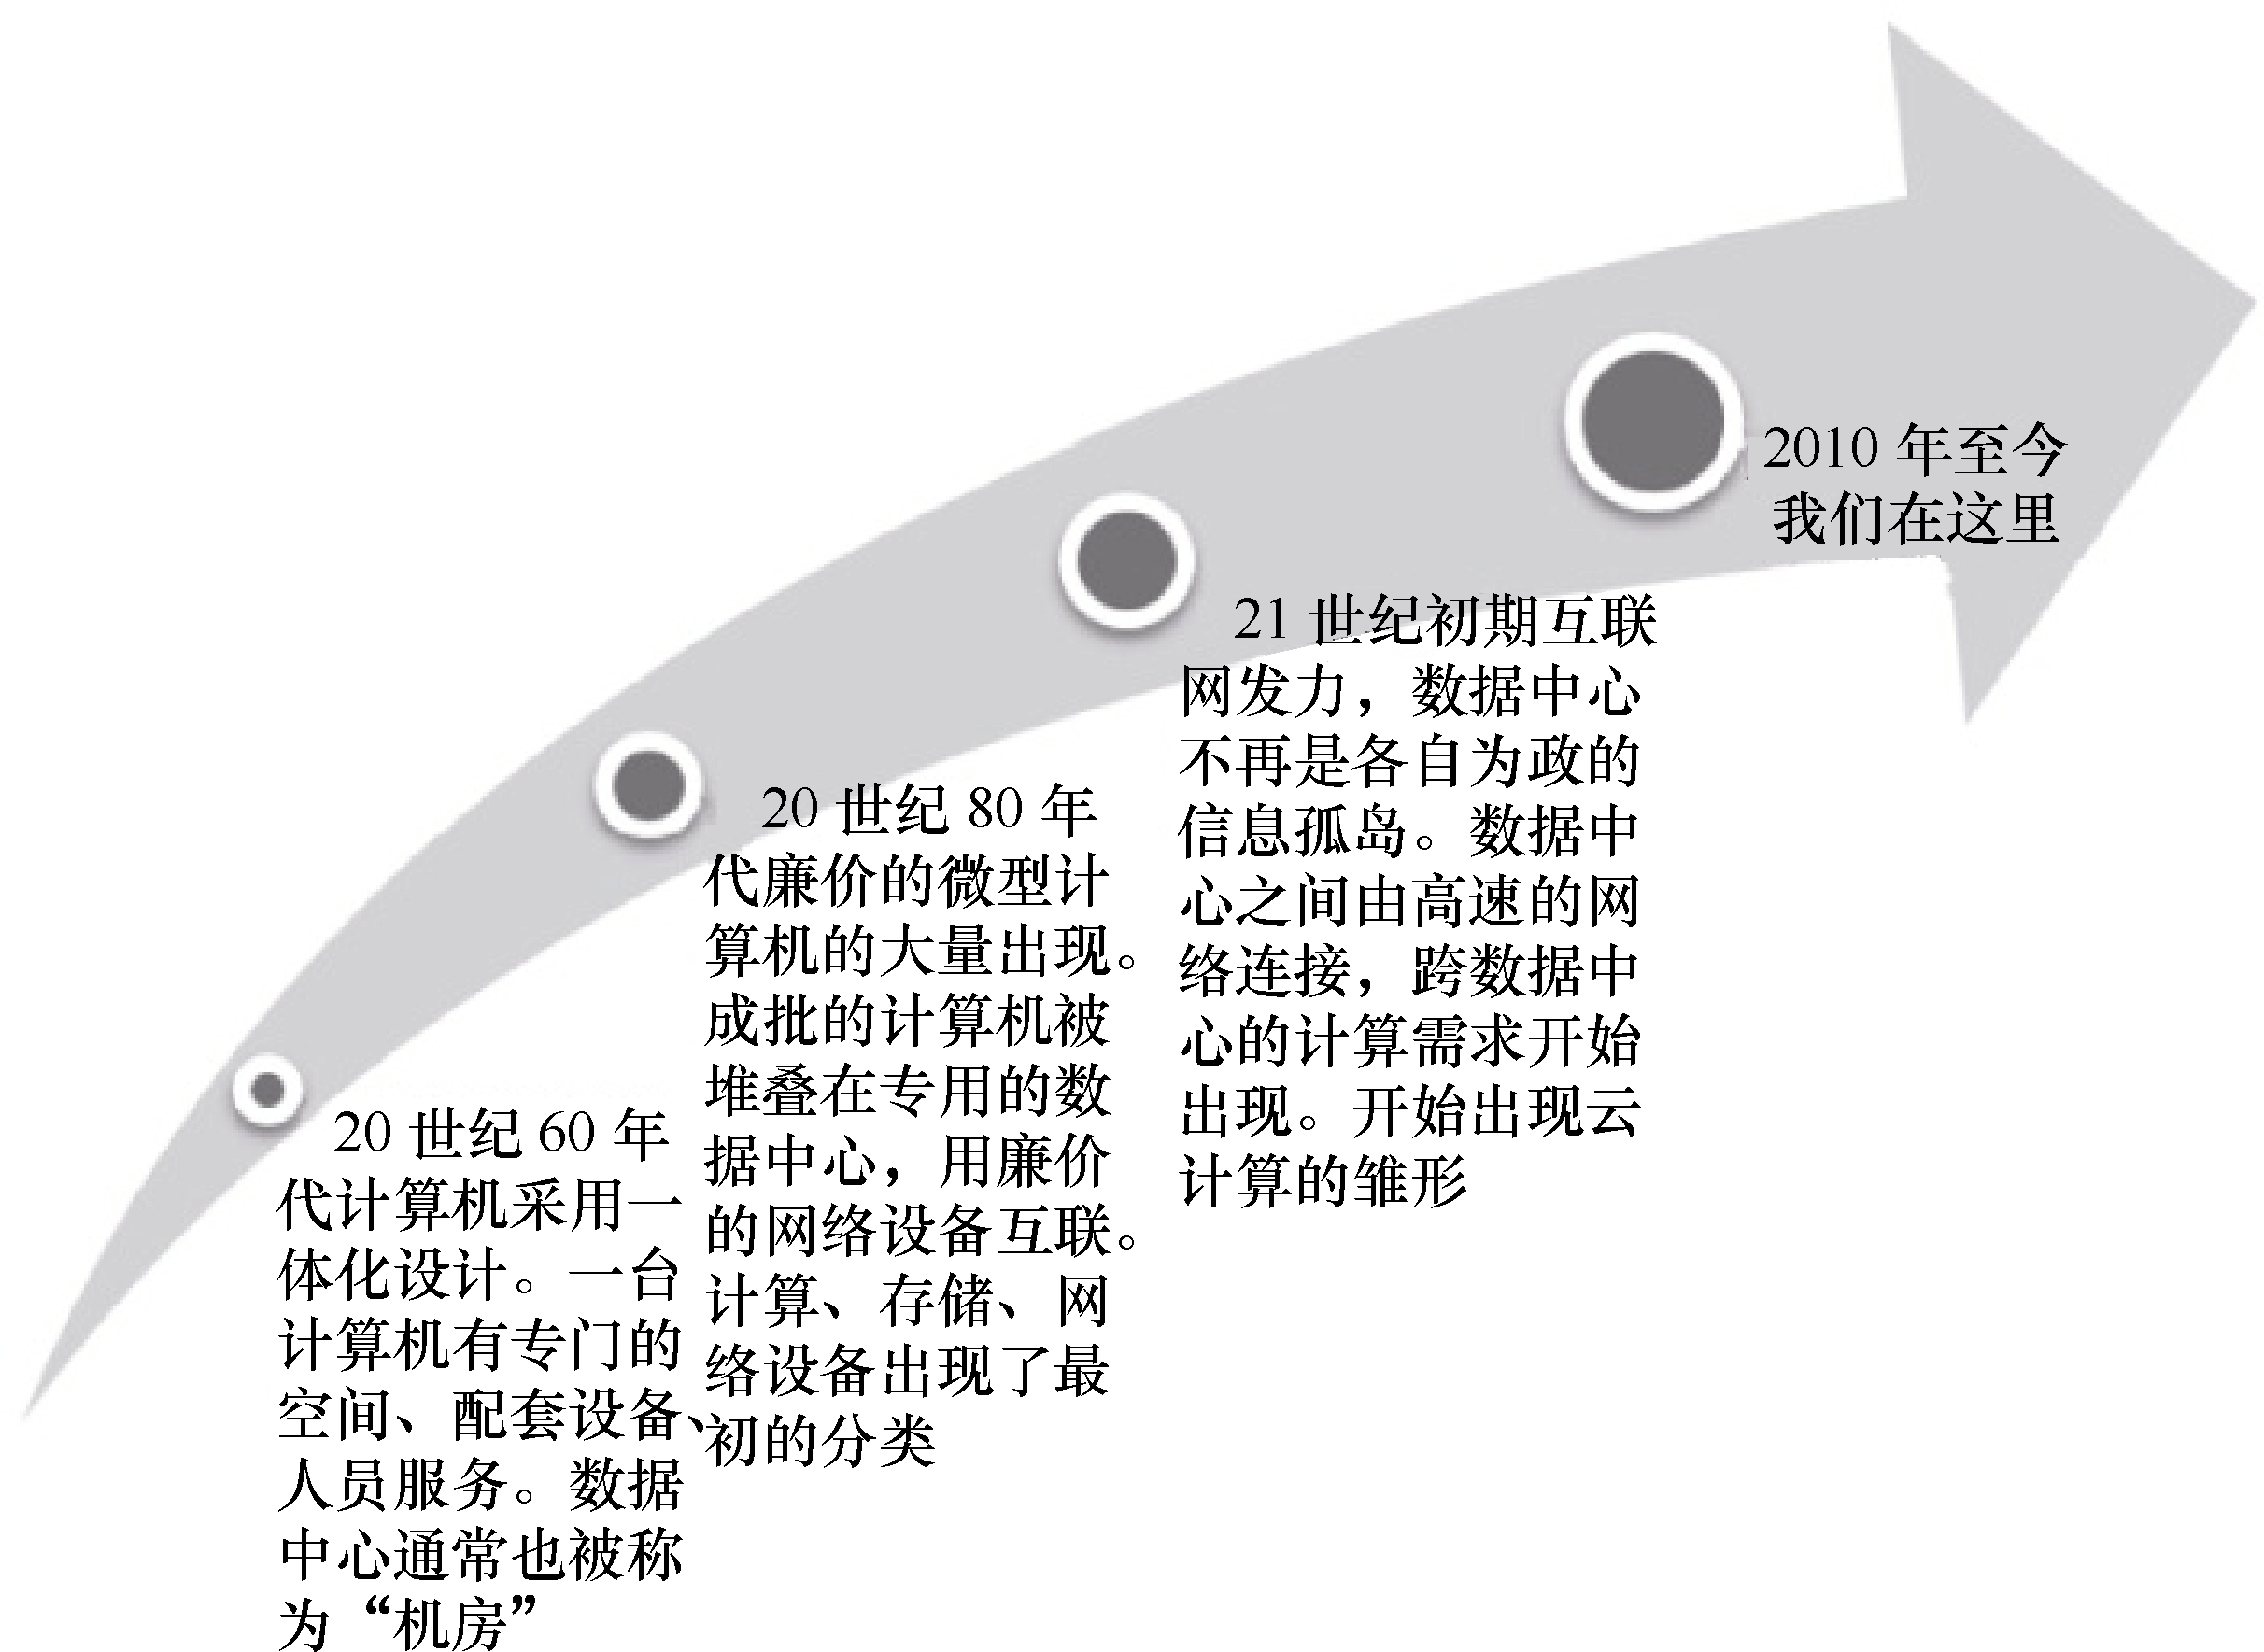 20 世纪 60 年
代计算机采用一
体化设计。一台
计算机有专门的
空间、配套设备、
人员服务。数据
中心通常也被称
为“机房”
20 世纪 80 年
代廉价的微型计
算机的大量出现。
成批的计算机被
堆叠在专用的数
据中心，用廉价
的网络设备互联。
计算、存储、网
络设备出现了最
初的分类
21 世纪初期互联
网发力，数据中心
不再是各自为政的
信息孤岛。数据中
心之间由高速的网
络连接，跨数据中
心的计算需求开始
出现。开始出现云
计算的雏形
2010 年至今
我们在这里